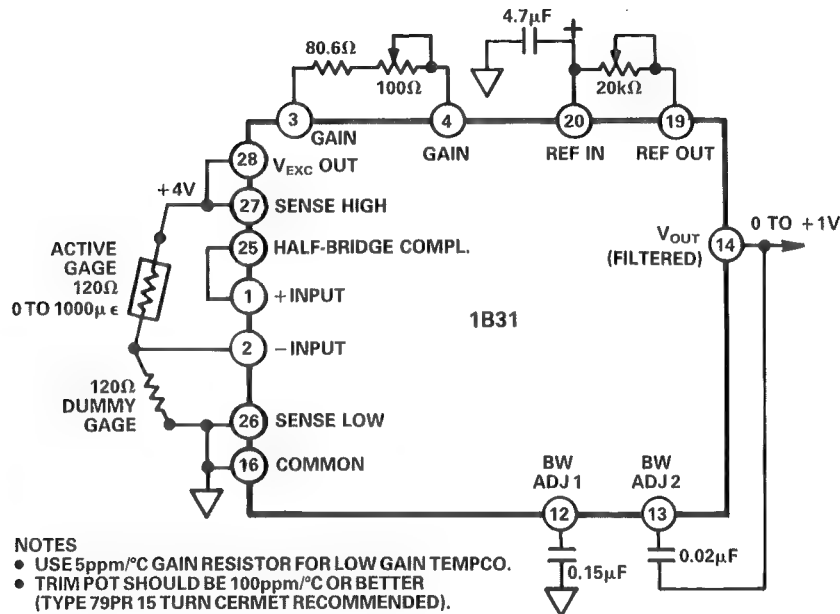 4.7µF
+
80.6Ω
100Ω
20kΩ
3
GAIN
4
GAIN
20
REF IN
19
REF OUT
28
VEXC OUT
+4V
27
SENSE HIGH
25
HALF-BRIDGE COMPL.
1
+INPUT
2
−INPUT
26
SENSE LOW
16
COMMON
ACTIVE
GAGE
120Ω
0 TO 1000µ ϵ
120Ω
DUMMY
GAGE
1B31
VOUT
(FILTERED)
14
0 TO +1V
BW
ADJ 1
12
0.15µF
BW
ADJ 2
13
0.02µF
NOTES
● USE 5ppm/°C GAIN RESISTOR FOR LOW GAIN TEMPCO.
● TRIM POT SHOULD BE 100ppm/°C OR BETTER
(TYPE 79PR 15 TURN CERMET RECOMMENDED).